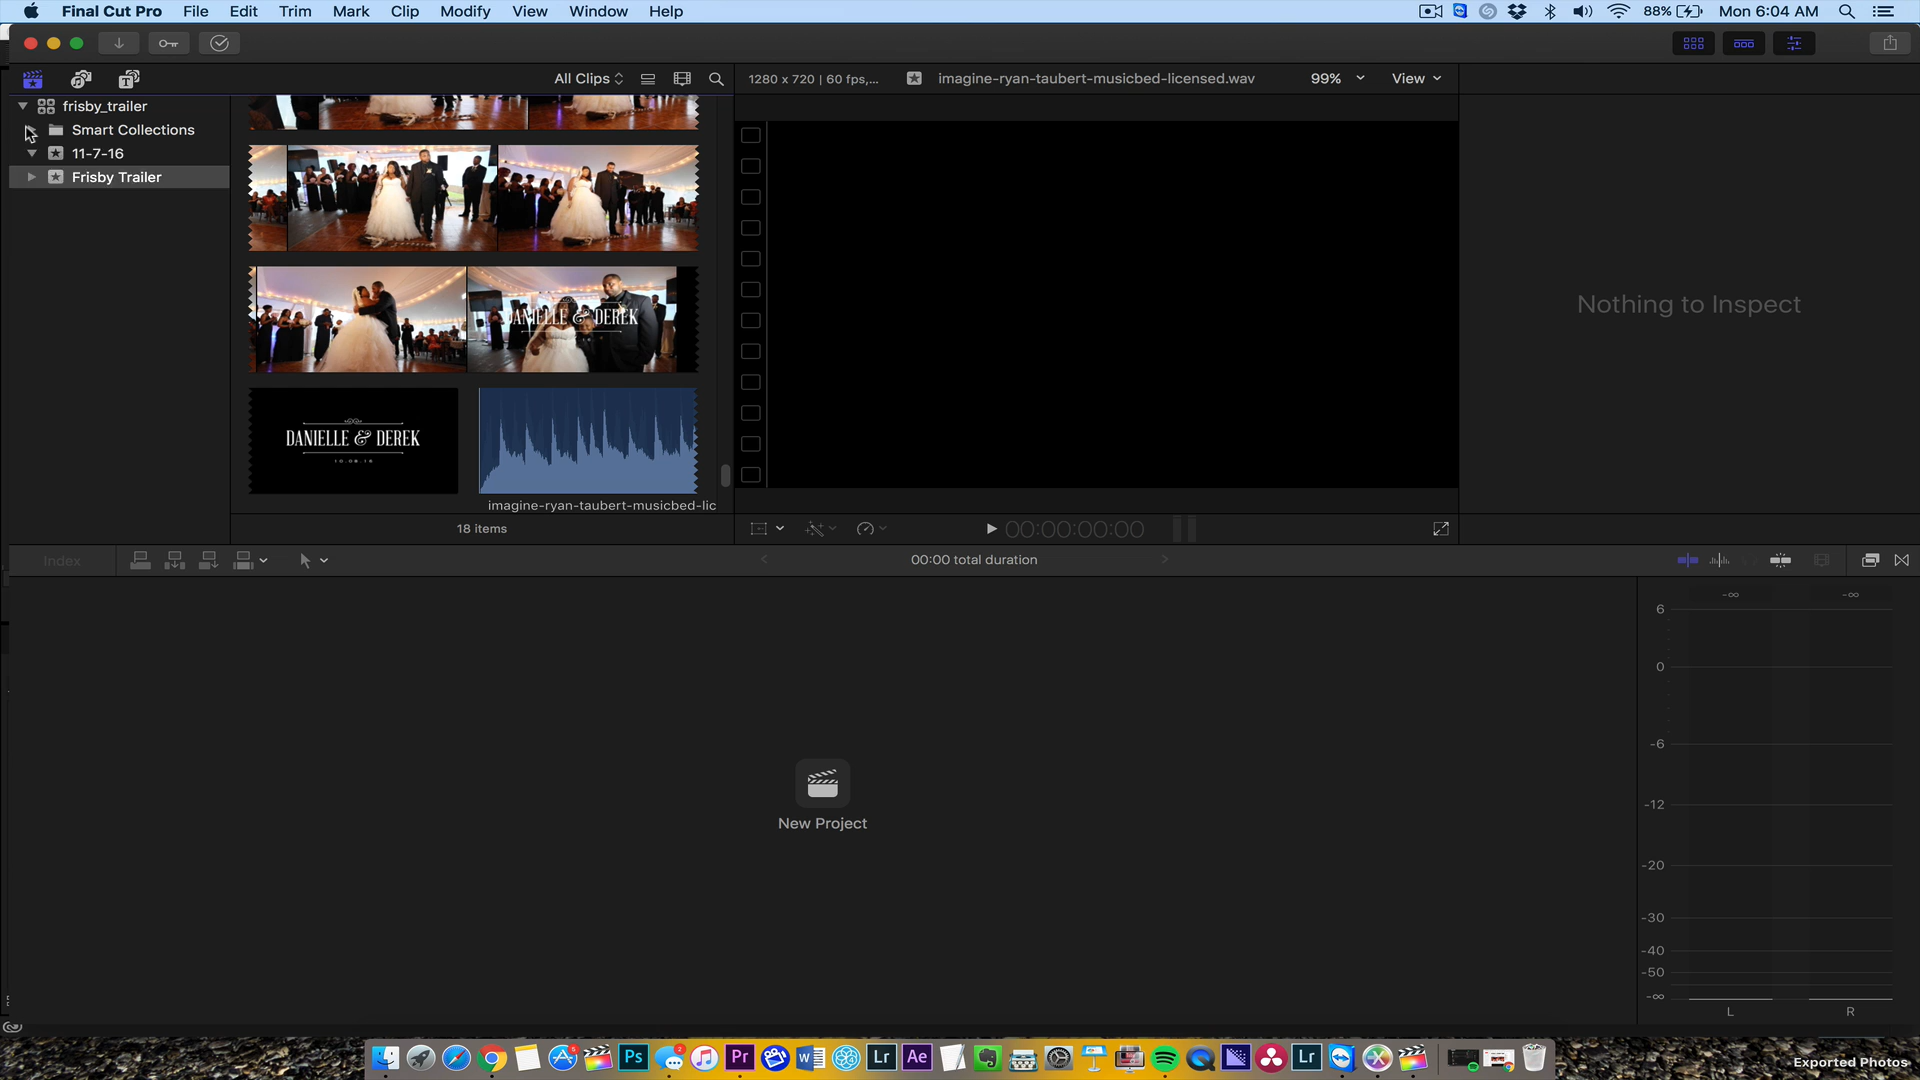 Final Cut Pro File Edit Trim Mark Clip Modify View Window Help 88% Mon 6:04 AM
All Clips 1280 x 720 | 60 fps,... imagine-ryan-taubert-musicbed-licensed.wav 99% View
frisby_trailer
Smart Collections
11-7-16
Frisby Trailer
DANIELLE & DEREK
DANIELLE & DEREK
10.08.16
imagine-ryan-taubert-musicbed-lic
18 items
00:00:00:00
Nothing to Inspect
Index
00:00 total duration
New Project
-∞ -∞
6
0
-6
-12
-20
-30
-40
-50
-∞
L R
Ps Pr W Lr Ae Lr
Exported Photos